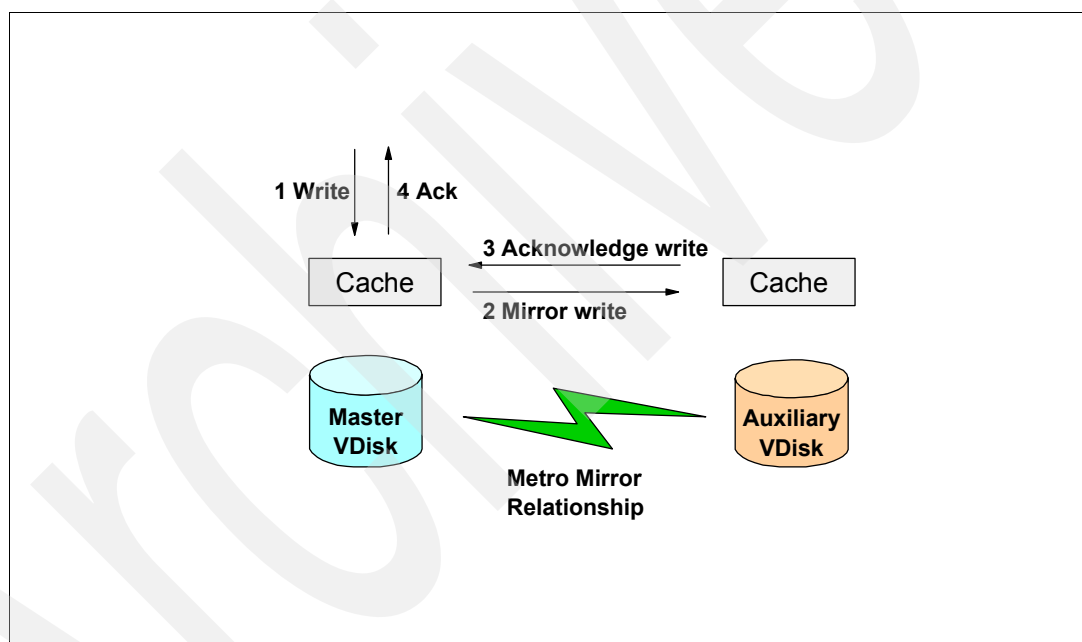 1 Write
4 Ack
3 Acknowledge write
Cache
Cache
2 Mirror write
Master
VDisk
Auxiliary
VDisk
Metro Mirror
Relationship